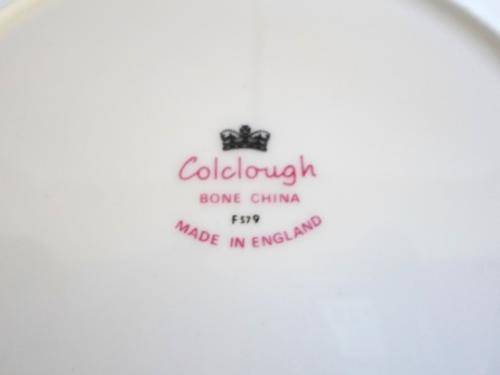 Colclough
BONE CHINA
F579
MADE IN ENGLAND